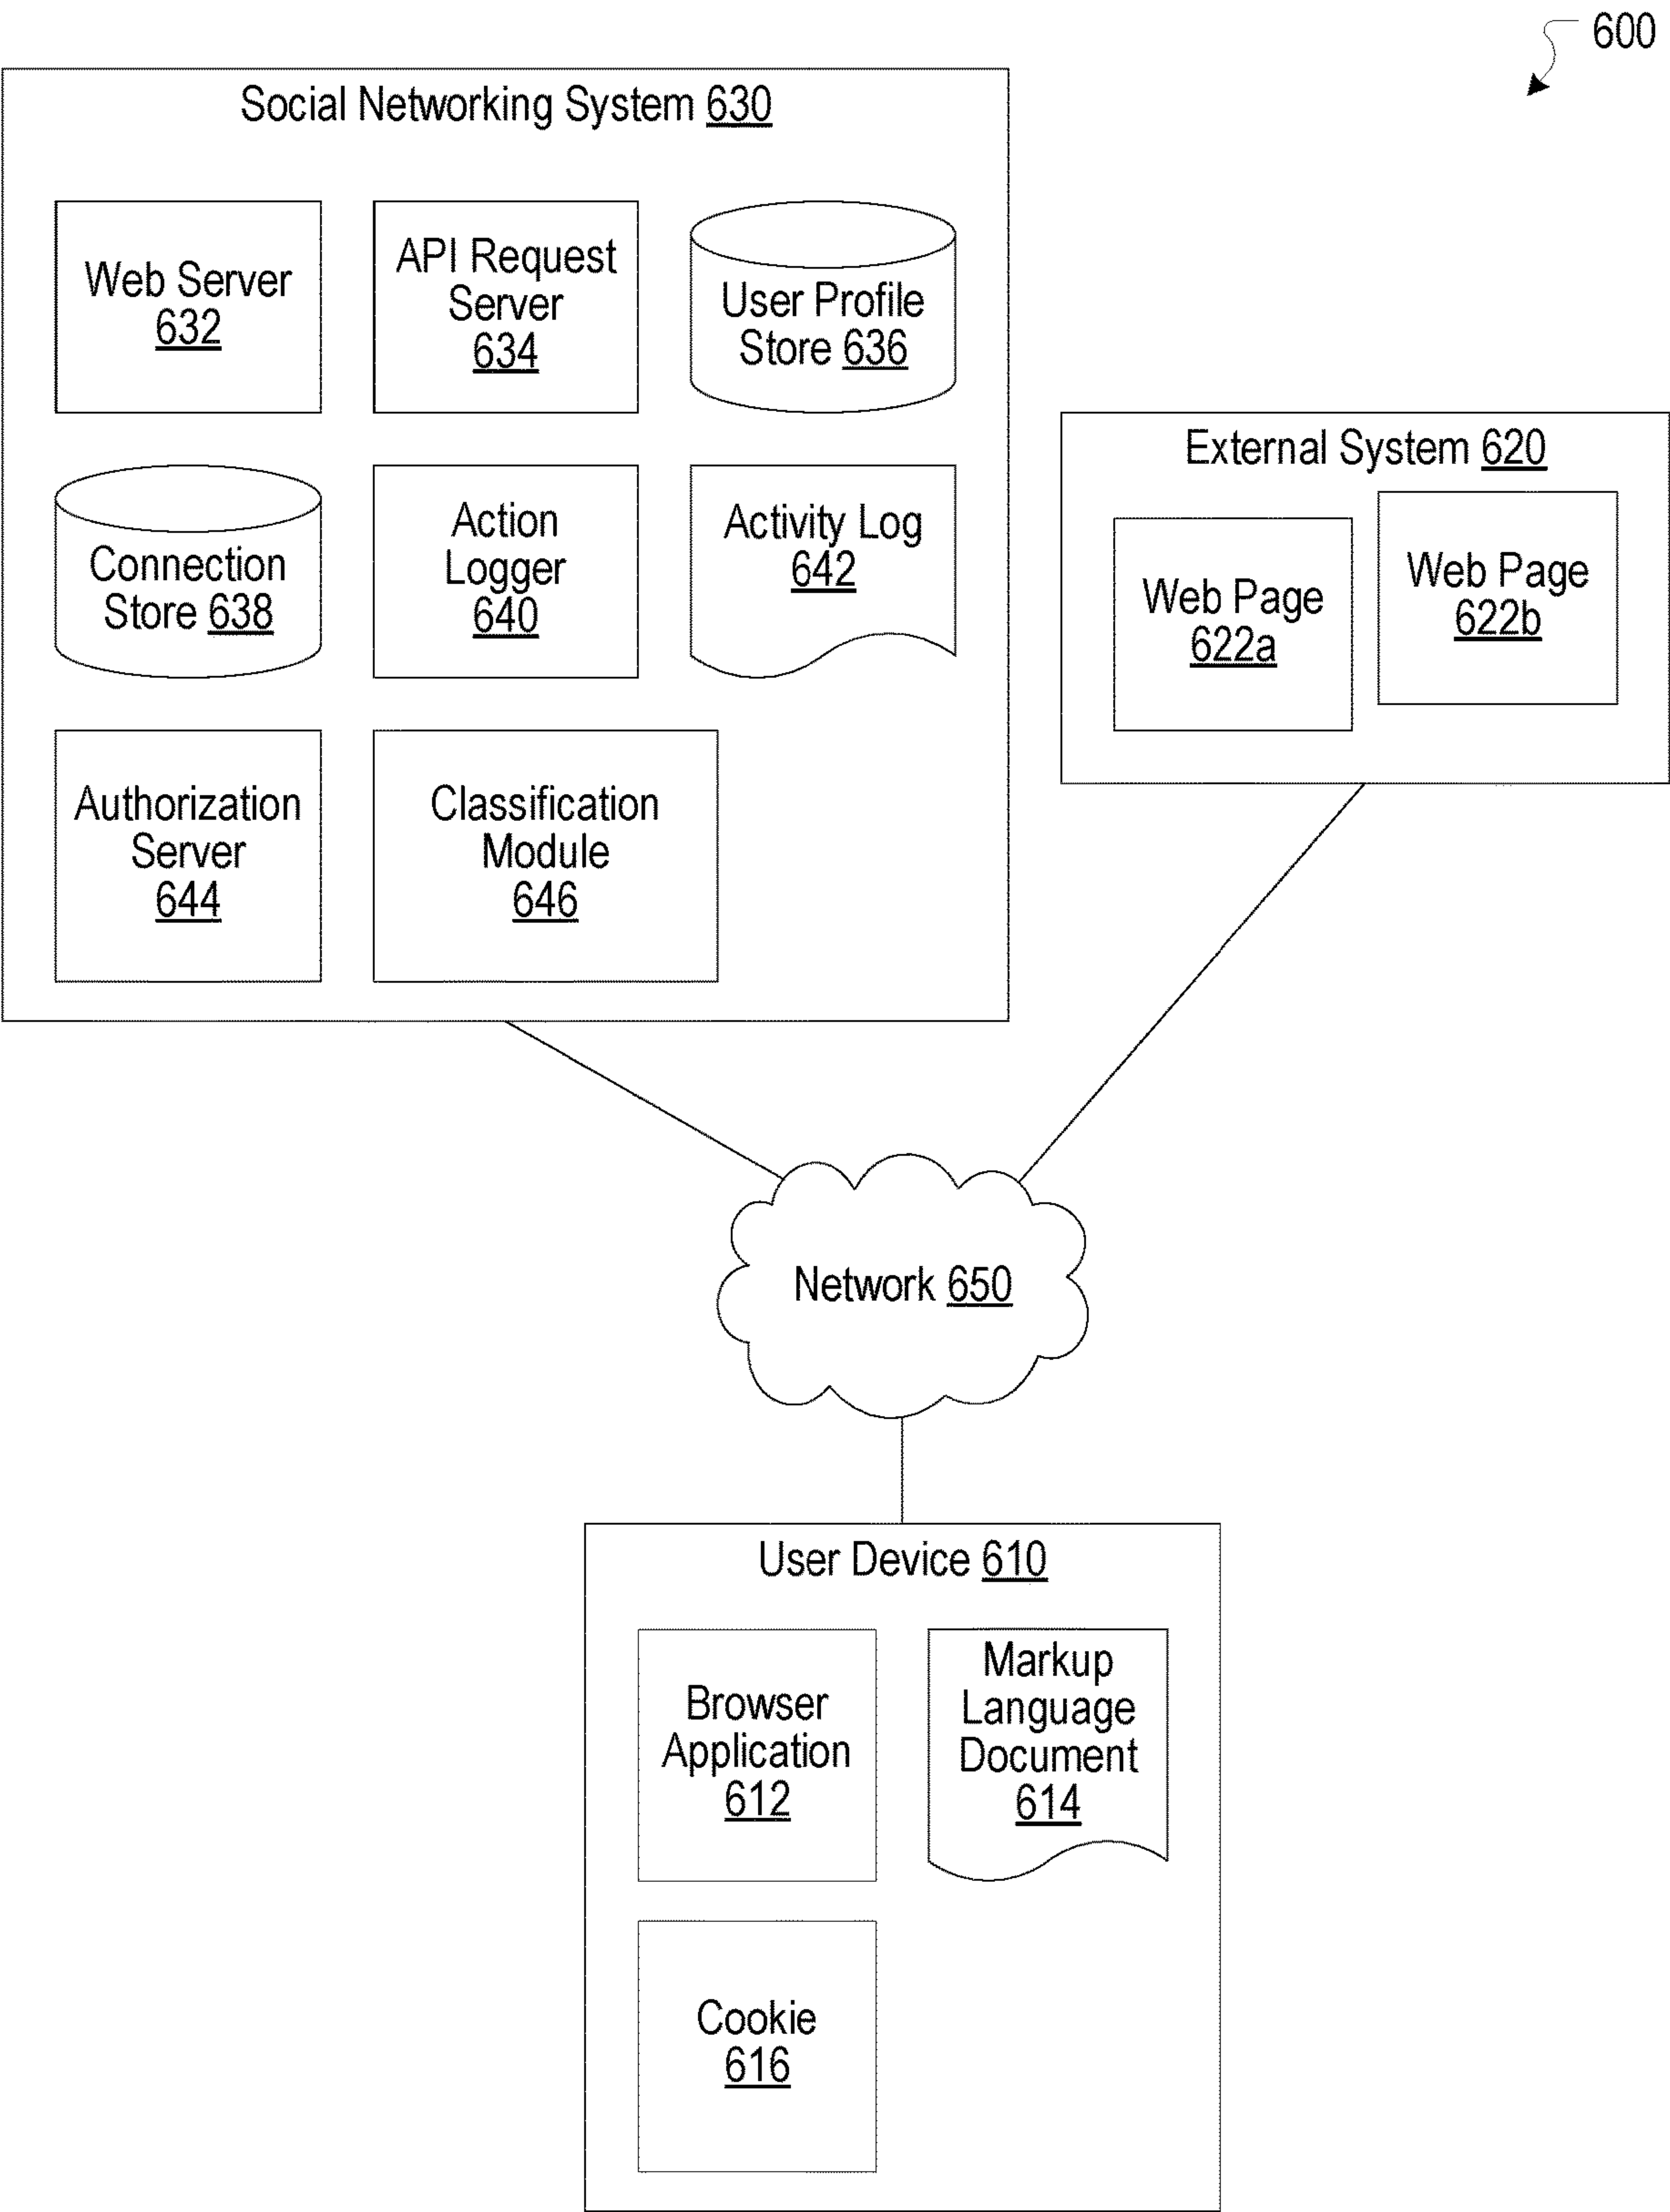 600
Social Networking System 630
Web Server
632
API Request
Server
634
User Profile
Store 636
Connection
Store 638
Action
Logger
640
Activity Log
642
Authorization
Server
644
Classification
Module
646
External System 620
Web Page
622a
Web Page
622b
Network 650
User Device 610
Browser
Application
612
Markup
Language
Document
614
Cookie
616